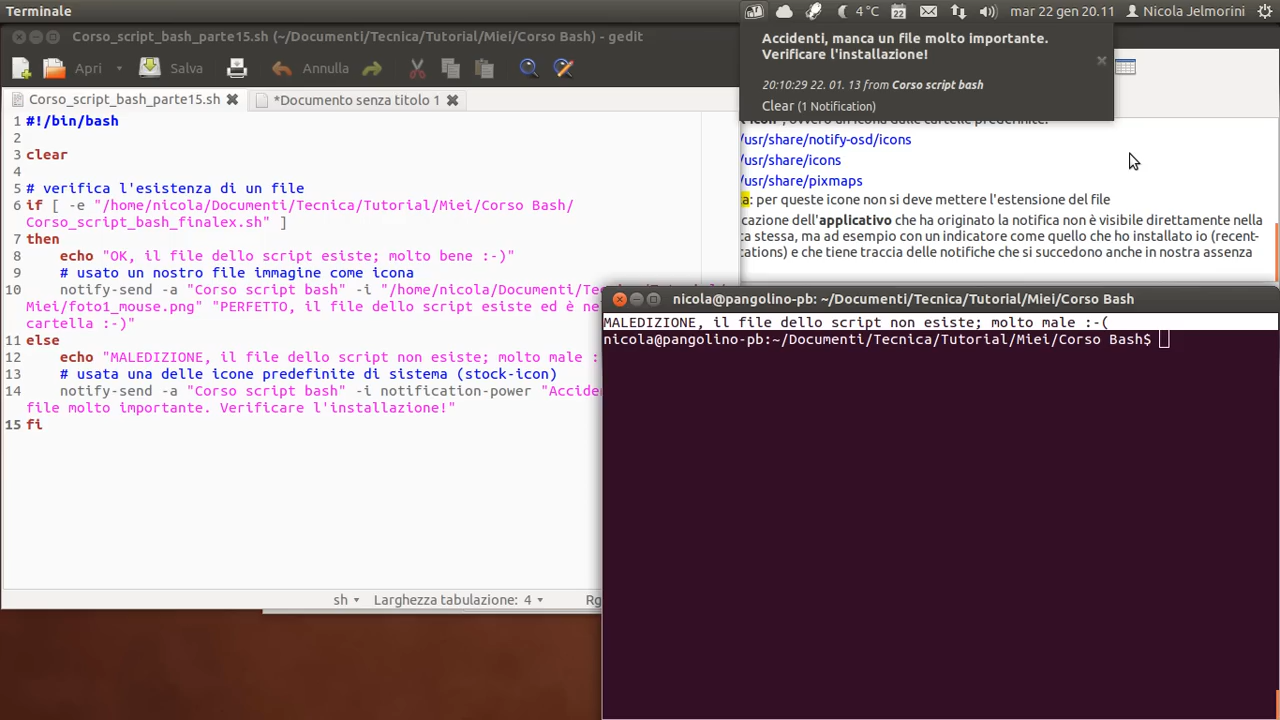 Terminale
4 °C
22
mar 22 gen 20.11
Nicola Jelmorini
Corso_script_bash_parte15.sh (~/Documenti/Tecnica/Tutorial/Miei/Corso Bash) - gedit
Apri
Salva
Annulla
Corso_script_bash_parte15.sh
*Documento senza titolo 1
1 #!/bin/bash
2
3 clear
4
5 # verifica l'esistenza di un file
6 if [ -e "/home/nicola/Documenti/Tecnica/Tutorial/Miei/Corso Bash/
Corso_script_bash_finalex.sh" ]
7 then
8 echo "OK, il file dello script esiste; molto bene :-)"
9 # usato un nostro file immagine come icona
10 notify-send -a "Corso script bash" -i "/home/nicola/Documenti/Tecnica/Tutorial/
Miei/foto1_mouse.png" "PERFETTO, il file dello script esiste ed è ne
cartella :-)"
11 else
12 echo "MALEDIZIONE, il file dello script non esiste; molto male :
13 # usata una delle icone predefinite di sistema (stock-icon)
14 notify-send -a "Corso script bash" -i notification-power "Accide
file molto importante. Verificare l'installazione!"
15 fi
sh
Larghezza tabulazione: 4
Rg
Accidenti, manca un file molto importante.
Verificare l'installazione!
20:10:29 22. 01. 13 from Corso script bash
Clear (1 Notification)
/usr/share/notify-osd/icons
/usr/share/icons
/usr/share/pixmaps
a: per queste icone non si deve mettere l'estensione del file
cazione dell'applicativo che ha originato la notifica non è visibile direttamente nella
ca stessa, ma ad esempio con un indicatore come quello che ho installato io (recent-
cations) e che tiene traccia delle notifiche che si succedono anche in nostra assenza
nicola@pangolino-pb: ~/Documenti/Tecnica/Tutorial/Miei/Corso Bash
MALEDIZIONE, il file dello script non esiste; molto male :-(
nicola@pangolino-pb:~/Documenti/Tecnica/Tutorial/Miei/Corso Bash$